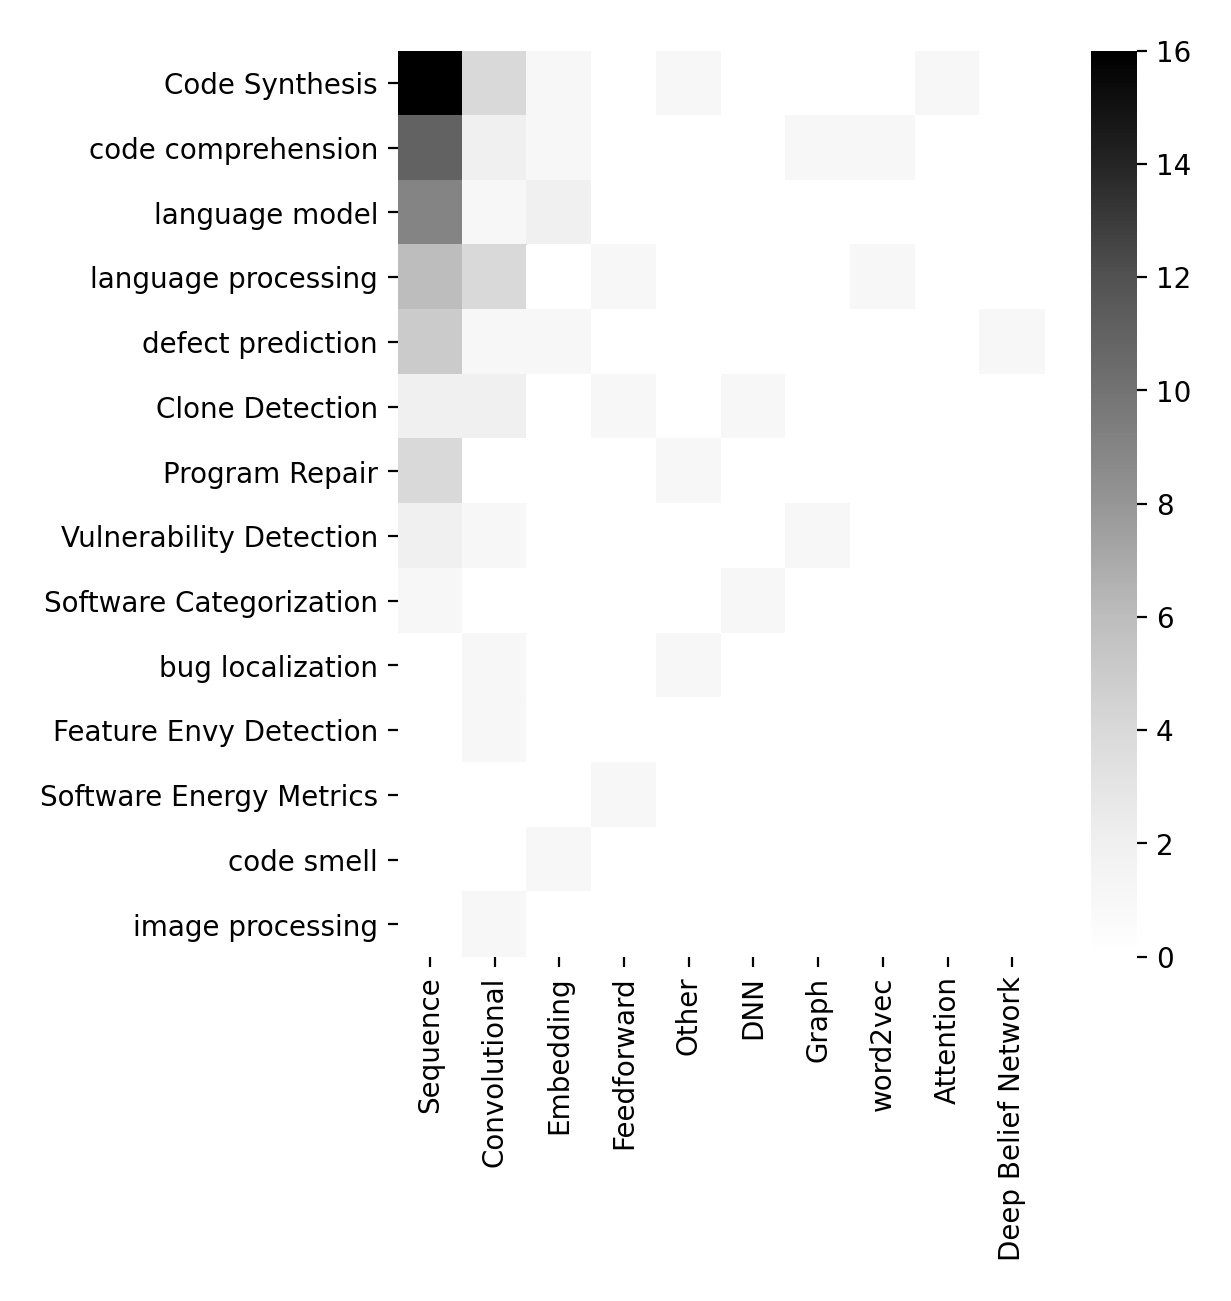 Code Synthesis
code comprehension
language model
language processing
defect prediction
Clone Detection
Program Repair
Vulnerability Detection
Software Categorization
bug localization
Feature Envy Detection
Software Energy Metrics
code smell
image processing
Sequence
Convolutional
Embedding
Feedforward
Other
DNN
Graph
word2vec
Attention
Deep Belief Network
16
14
12
10
8
6
4
2
0